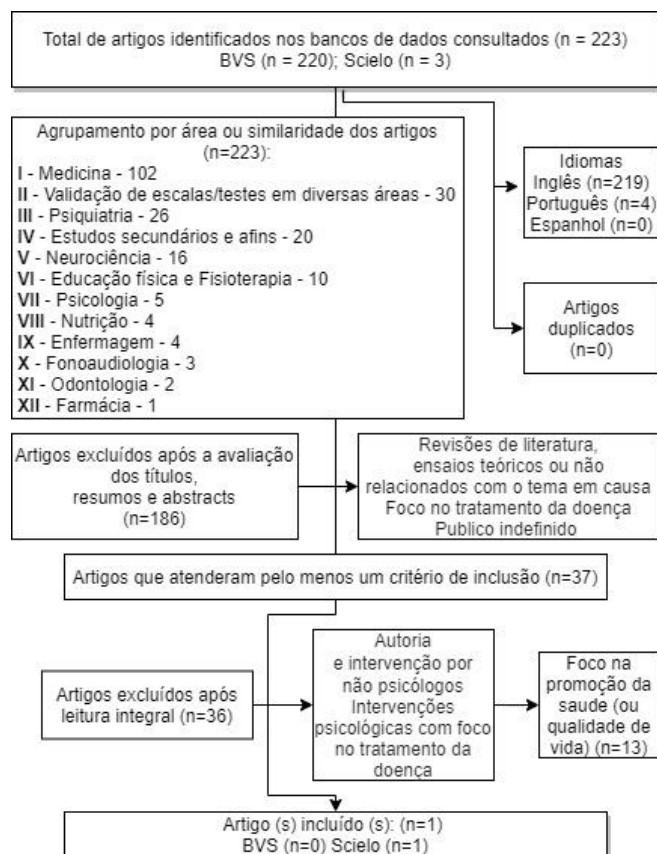 Total de artigos identificados nos bancos de dados consultados (n = 223)
BVS (n = 220); Scielo (n = 3)
Agrupamento por área ou similaridade dos artigos
(n=223):
I - Medicina - 102
II - Validação de escalas/testes em diversas áreas - 30
III - Psiquiatria - 26
IV - Estudos secundários e afins - 20
V - Neurociência - 16
VI - Educação física e Fisioterapia - 10
VII - Psicologia - 5
VIII - Nutrição - 4
IX - Enfermagem - 4
X - Fonoaudiologia - 3
XI - Odontologia - 2
XII - Farmácia - 1
Idiomas
Inglês (n=219)
Português (n=4)
Espanhol (n=0)
Artigos
duplicados
(n=0)
Artigos excluídos após a avaliação
dos títulos,
resumos e abstracts
(n=186)
Revisões de literatura,
ensaios teóricos ou não
relacionados com o tema em causa
Foco no tratamento da doença
Publico indefinido
Artigos que atenderam pelo menos um critério de inclusão (n=37)
Artigos excluídos após
leitura integral (n=36)
Autoria
e intervenção por
não psicólogos
Intervenções
psicológicas com foco
no tratamento da
doença
Foco na
promoção da
saude (ou
qualidade de
vida) (n=13)
Artigo (s) incluído (s): (n=1)
BVS (n=0) Scielo (n=1)